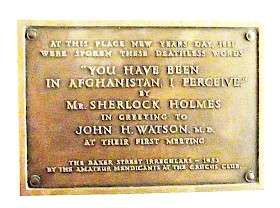 AT THIS PLACE NEW YEARS DAY, 1881
WERE SPOKEN THESE DEATHLESS WORDS
"YOU HAVE BEEN
IN AFGHANISTAN, I PERCEIVE."
BY
MR. SHERLOCK HOLMES
IN GREETING TO
JOHN H. WATSON, M.D.
AT THEIR FIRST MEETING
THE BAKER STREET IRREGULARS – 1953
BY THE AMATEUR MENDICANTS AT THE CAUCUS CLUB.